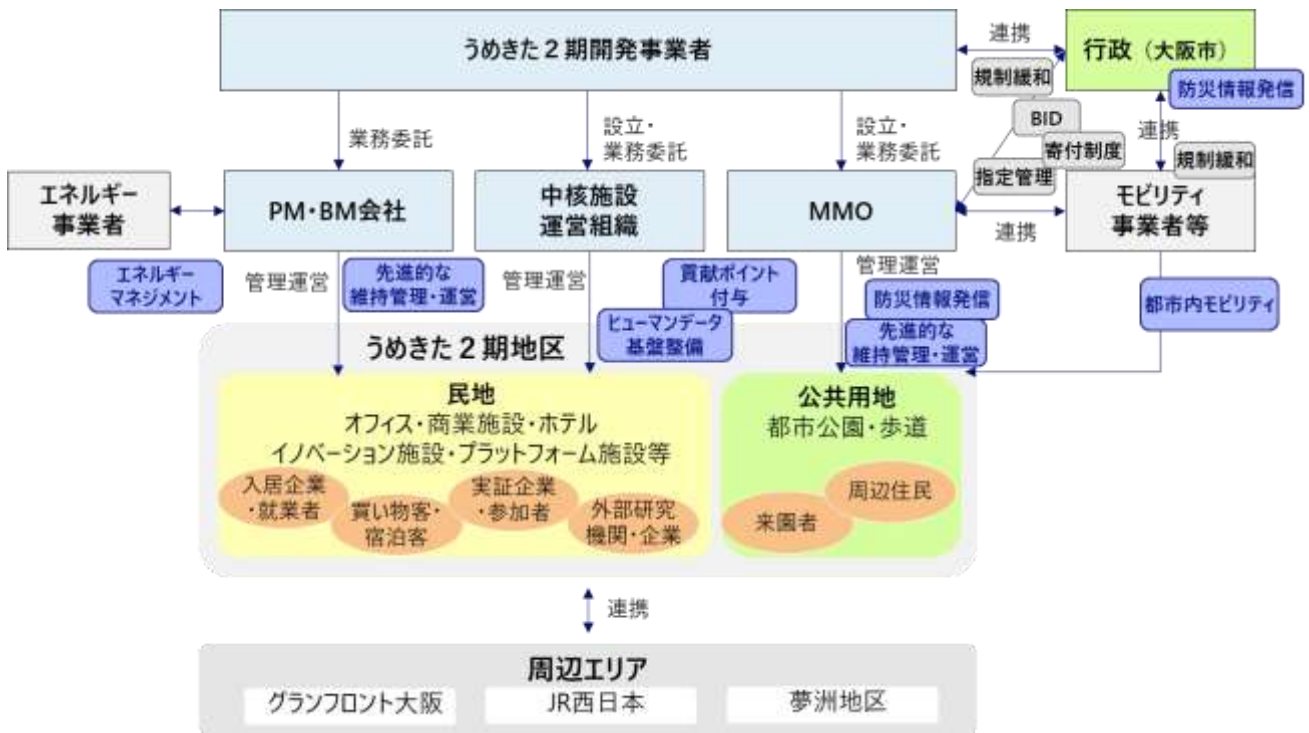 うめきた２期開発事業者
連携
行政（大阪市）
規制緩和
防災情報発信
BID
連携
業務委託
設立・
業務委託
設立・
業務委託
寄付制度
規制緩和
指定管理
エネルギー
事業者
PM・BM会社
中核施設
運営組織
MMO
連携
モビリティ
事業者等
エネルギー
マネジメント
管理運営
先進的な
維持管理・運営
管理運営
貢献ポイント
付与
管理運営
防災情報発信
都市内モビリティ
ヒューマンデータ
基盤整備
先進的な
維持管理・運営
うめきた２期地区
民地
オフィス・商業施設・ホテル
イノベーション施設・プラットフォーム施設等
入居企業
・就業者
買い物客・
宿泊客
実証企業
・参加者
外部研究
機関・企業
公共用地
都市公園・歩道
周辺住民
来園者
連携
周辺エリア
グランフロント大阪
JR西日本
夢洲地区